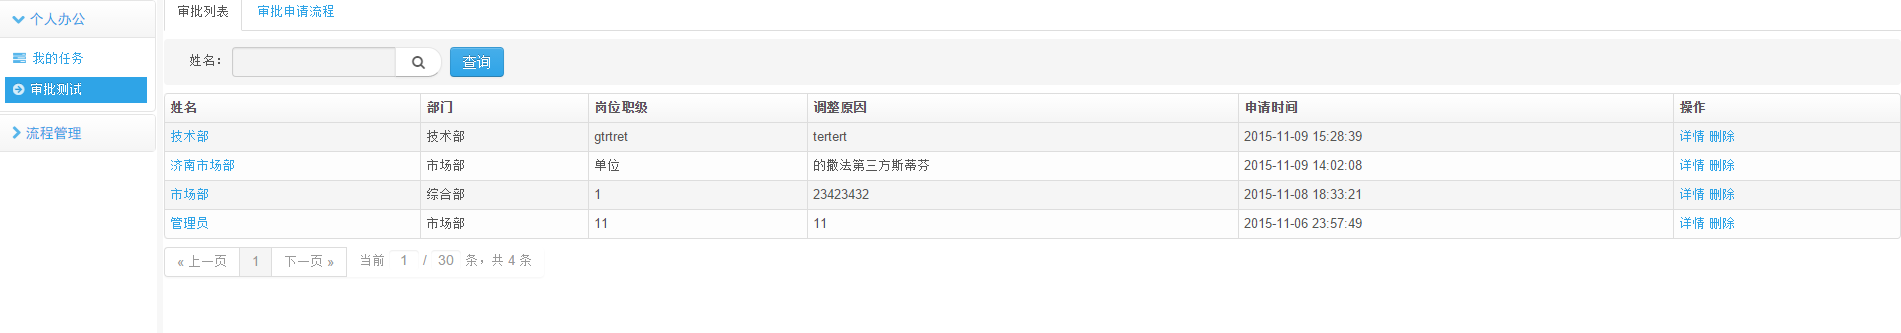 个人办公
我的任务
审批测试
流程管理
审批列表 审批申请流程
姓名： 查询
姓名 部门 岗位职级 调整原因 申请时间 操作
技术部 技术部 gtrtret tertert 2015-11-09 15:28:39 详情 删除
济南市场部 市场部 单位 的撒法第三方斯蒂芬 2015-11-09 14:02:08 详情 删除
市场部 综合部 1 23423432 2015-11-08 18:33:21 详情 删除
管理员 市场部 11 11 2015-11-06 23:57:49 详情 删除
« 上一页 1 下一页 » 当前 1 / 30 条，共 4 条